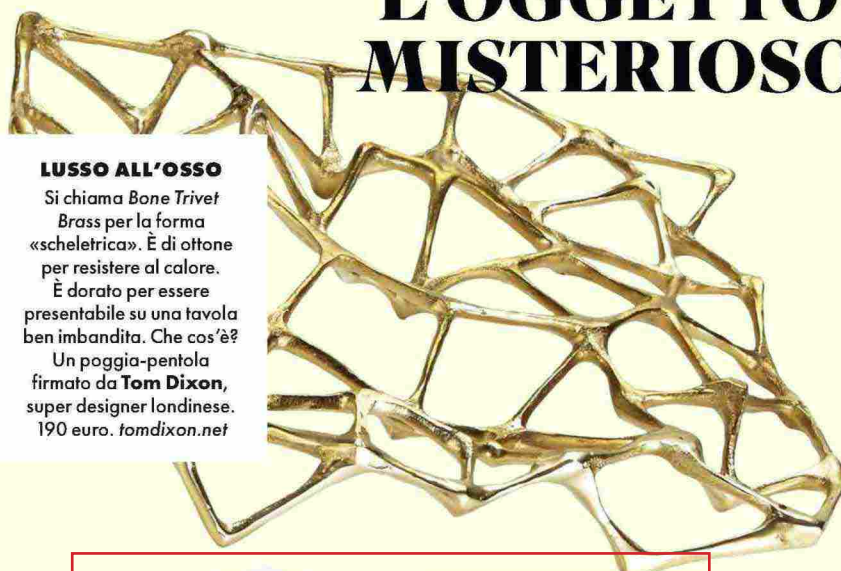 L'OGGETTO
MISTERIOSO
LUSSO ALL'OSSO
Si chiama Bone Trivet
Brass per la forma
«scheletrica». È di ottone
per resistere al calore.
È dorato per essere
presentabile su una tavola
ben imbandita. Che cos'è?
Un poggia-pentola
firmato da Tom Dixon,
super designer londinese.
190 euro. tomdixon.net